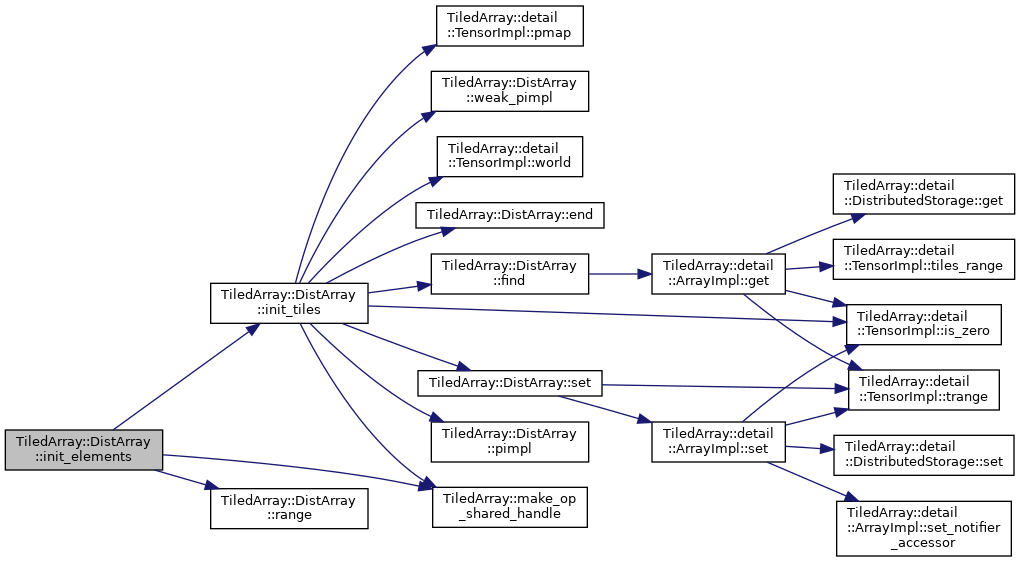 TiledArray::detail
::TensorImpl::pmap
TiledArray::DistArray
::weak_pimpl
TiledArray::detail
::TensorImpl::world
TiledArray::DistArray::end
TiledArray::DistArray
::find
TiledArray::DistArray
::init_tiles
TiledArray::DistArray::set
TiledArray::DistArray
::pimpl
TiledArray::make_op
_shared_handle
TiledArray::DistArray
::init_elements
TiledArray::DistArray
::range
TiledArray::detail
::ArrayImpl::get
TiledArray::detail
::ArrayImpl::set
TiledArray::detail
::DistributedStorage::get
TiledArray::detail
::TensorImpl::tiles_range
TiledArray::detail
::TensorImpl::is_zero
TiledArray::detail
::TensorImpl::trange
TiledArray::detail
::DistributedStorage::set
TiledArray::detail
::ArrayImpl::set_notifier
_accessor